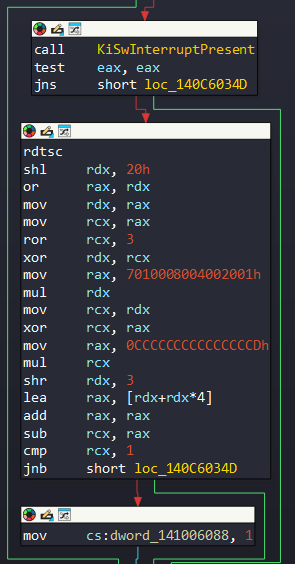 call KiSwInterruptPresent
test eax, eax
jns short loc_140C6034D
rdtsc
shl rdx, 20h
or rax, rdx
mov rdx, rax
mov rcx, rax
ror rcx, 3
xor rdx, rcx
mov rax, 7010008004002001h
mul rdx
mov rcx, rdx
xor rcx, rax
mov rax, 0CCCCCCCCCCCCCCCDh
mul rcx
shr rdx, 3
lea rax, [rdx+rdx*4]
add rax, rax
sub rcx, rax
cmp rcx, 1
jnb short loc_140C6034D
mov cs:dword_141006088, 1